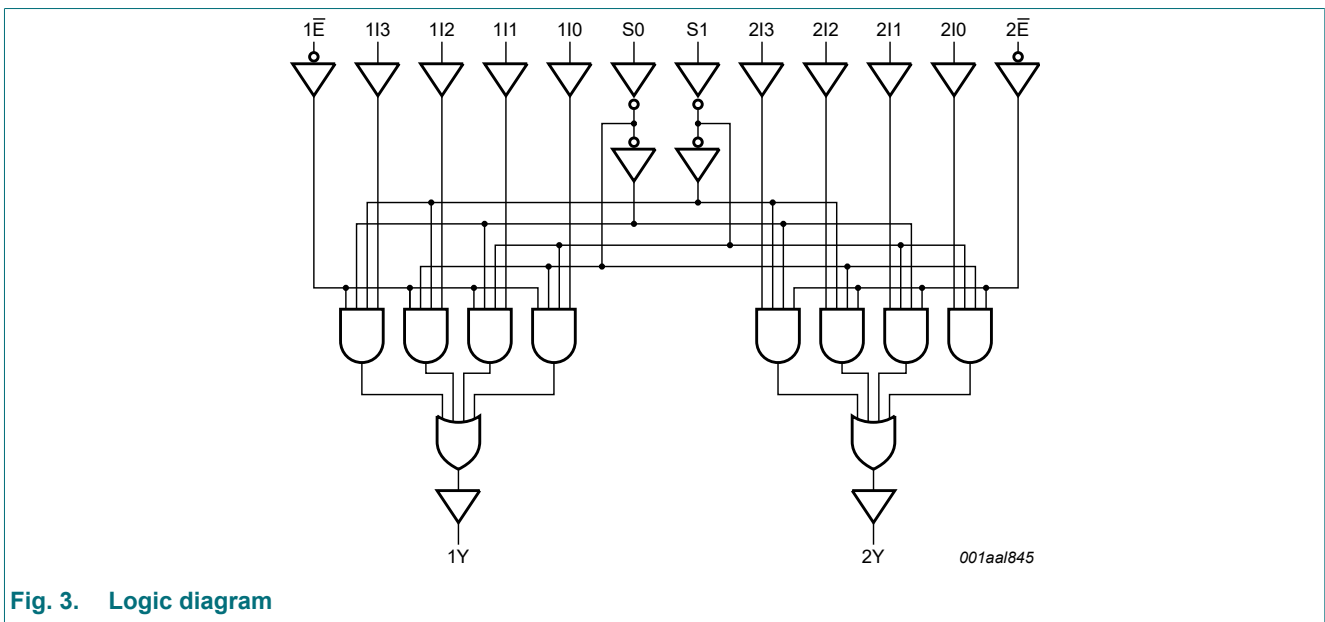 1E̅ 1I3 1I2 1I1 1I0 S0 S1 2I3 2I2 2I1 2I0 2E̅
1Y 2Y 001aal845
Fig. 3. Logic diagram